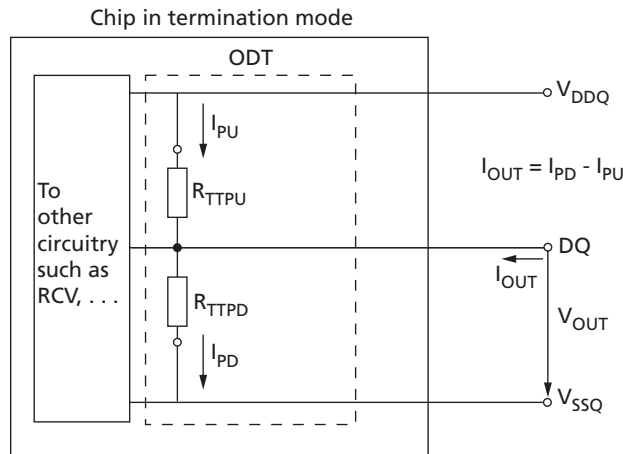 Chip in termination mode
ODT
V_DDQ
I_PU
I_OUT = I_PD - I_PU
R_TTPU
To
other
circuitry
such as
RCV, . . .
DQ
I_OUT
R_TTPD
V_OUT
I_PD
V_SSQ